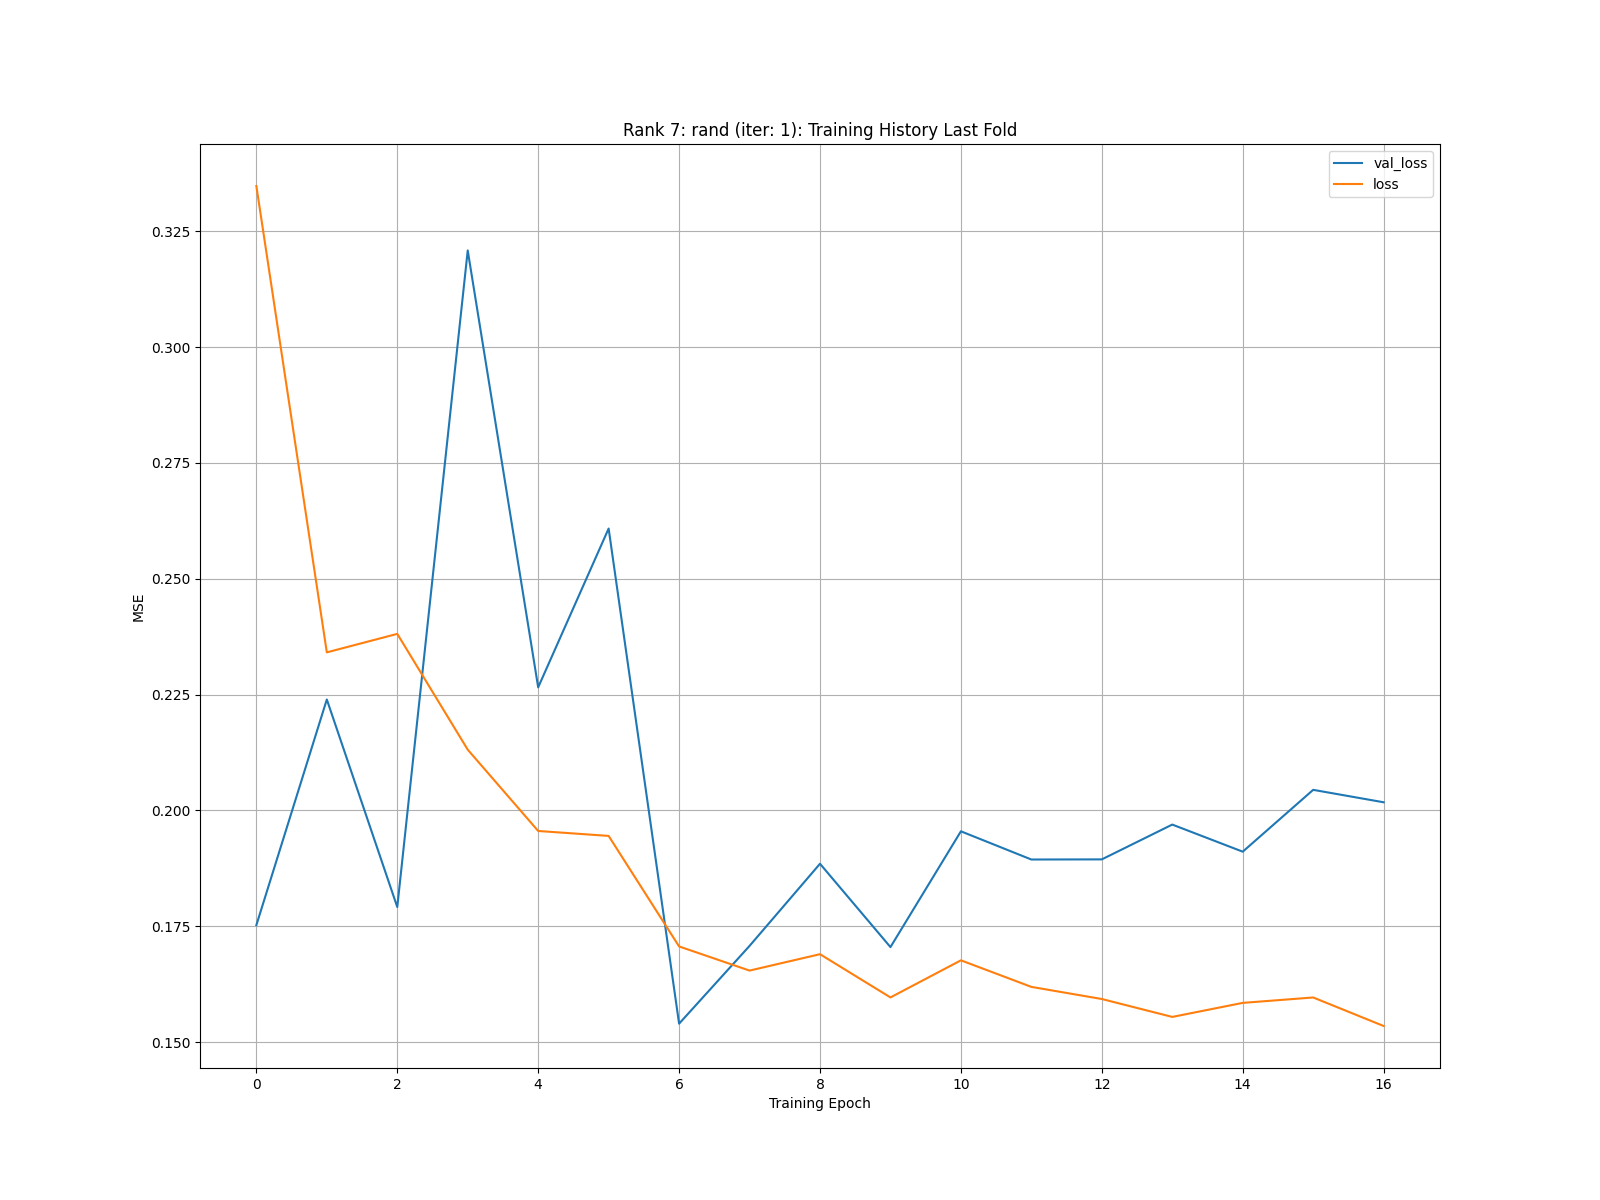 Rank 7: rand (iter: 1): Training History Last Fold
val_loss
loss
0.325
0.300
0.275
0.250
0.225
0.200
0.175
0.150
MSE
0 2 4 6 8 10 12 14 16
Training Epoch